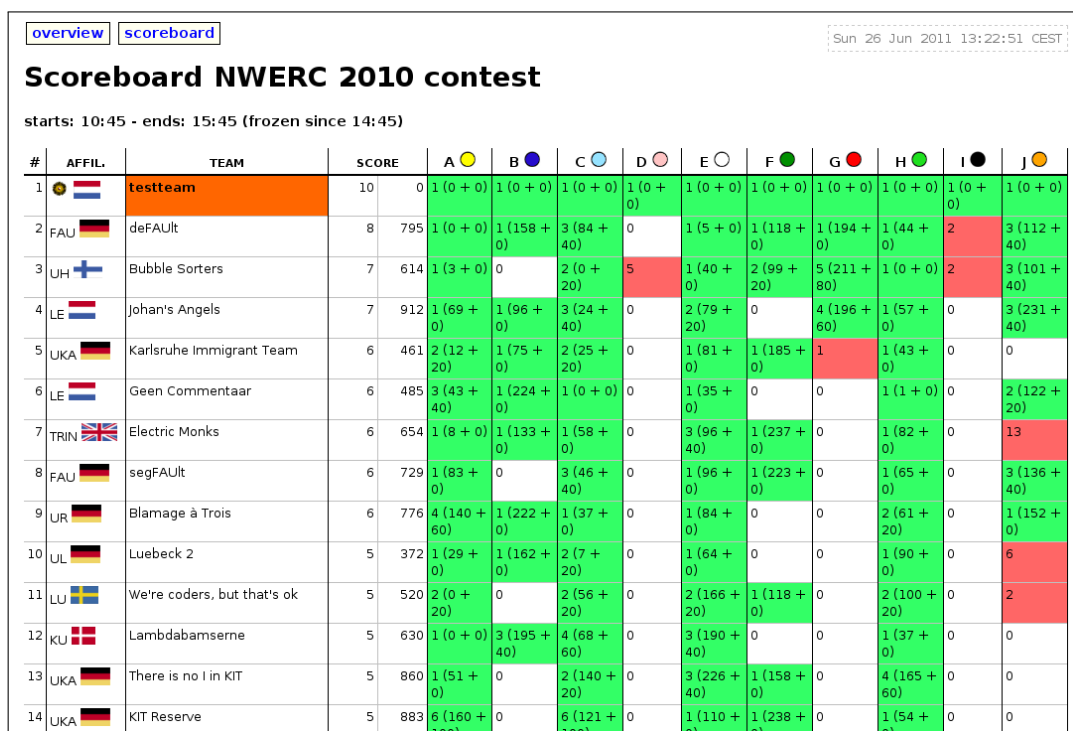 overview scoreboard
Sun 26 Jun 2011 13:22:51 CEST
Scoreboard NWERC 2010 contest
starts: 10:45 - ends: 15:45 (frozen since 14:45)
# AFFIL. TEAM SCORE A B C D E F G H I J
1 testteam 10 0 1 (0 + 0) 1 (0 + 0) 1 (0 + 0) 1 (0 + 0) 1 (0 + 0) 1 (0 + 0) 1 (0 + 0) 1 (0 + 0) 1 (0 + 0) 1 (0 + 0)
2 FAU deFAUlt 8 795 1 (0 + 0) 1 (158 + 0) 3 (84 + 40) 0 1 (5 + 0) 1 (118 + 0) 1 (194 + 0) 1 (44 + 0) 2 3 (112 + 40)
3 UH Bubble Sorters 7 614 1 (3 + 0) 0 2 (0 + 20) 5 1 (40 + 0) 2 (99 + 20) 5 (211 + 80) 1 (0 + 0) 2 3 (101 + 40)
4 LE Johan's Angels 7 912 1 (69 + 0) 1 (96 + 0) 3 (24 + 40) 0 2 (79 + 20) 0 4 (196 + 60) 1 (57 + 0) 0 3 (231 + 40)
5 UKA Karlsruhe Immigrant Team 6 461 2 (12 + 20) 1 (75 + 0) 2 (25 + 20) 0 1 (81 + 0) 1 (185 + 0) 1 1 (43 + 0) 0 0
6 LE Geen Commentaar 6 485 3 (43 + 40) 1 (224 + 0) 1 (0 + 0) 0 1 (35 + 0) 0 0 1 (1 + 0) 0 2 (122 + 20)
7 TRIN Electric Monks 6 654 1 (8 + 0) 1 (133 + 0) 1 (58 + 0) 0 3 (96 + 40) 1 (237 + 0) 0 1 (82 + 0) 0 13
8 FAU segFAUlt 6 729 1 (83 + 0) 0 3 (46 + 40) 0 1 (96 + 0) 1 (223 + 0) 0 1 (65 + 0) 0 3 (136 + 40)
9 UR Blamage à Trois 6 776 4 (140 + 60) 1 (222 + 0) 1 (37 + 0) 0 1 (84 + 0) 0 0 2 (61 + 20) 0 1 (152 + 0)
10 UL Luebeck 2 5 372 1 (29 + 0) 1 (162 + 0) 2 (7 + 20) 0 1 (64 + 0) 0 0 1 (90 + 0) 0 6
11 LU We're coders, but that's ok 5 520 2 (0 + 20) 0 2 (56 + 20) 0 2 (166 + 20) 1 (118 + 0) 0 2 (100 + 20) 0 2
12 KU Lambdabamserne 5 630 1 (0 + 0) 3 (195 + 40) 4 (68 + 60) 0 3 (190 + 40) 0 0 1 (37 + 0) 0 0
13 UKA There is no I in KIT 5 860 1 (51 + 0) 0 2 (140 + 20) 0 3 (226 + 40) 1 (158 + 0) 0 4 (165 + 60) 0 0
14 UKA KIT Reserve 5 883 6 (160 + 0 6 (121 + 0 1 (110 + 1 (238 + 0 1 (54 + 0 0